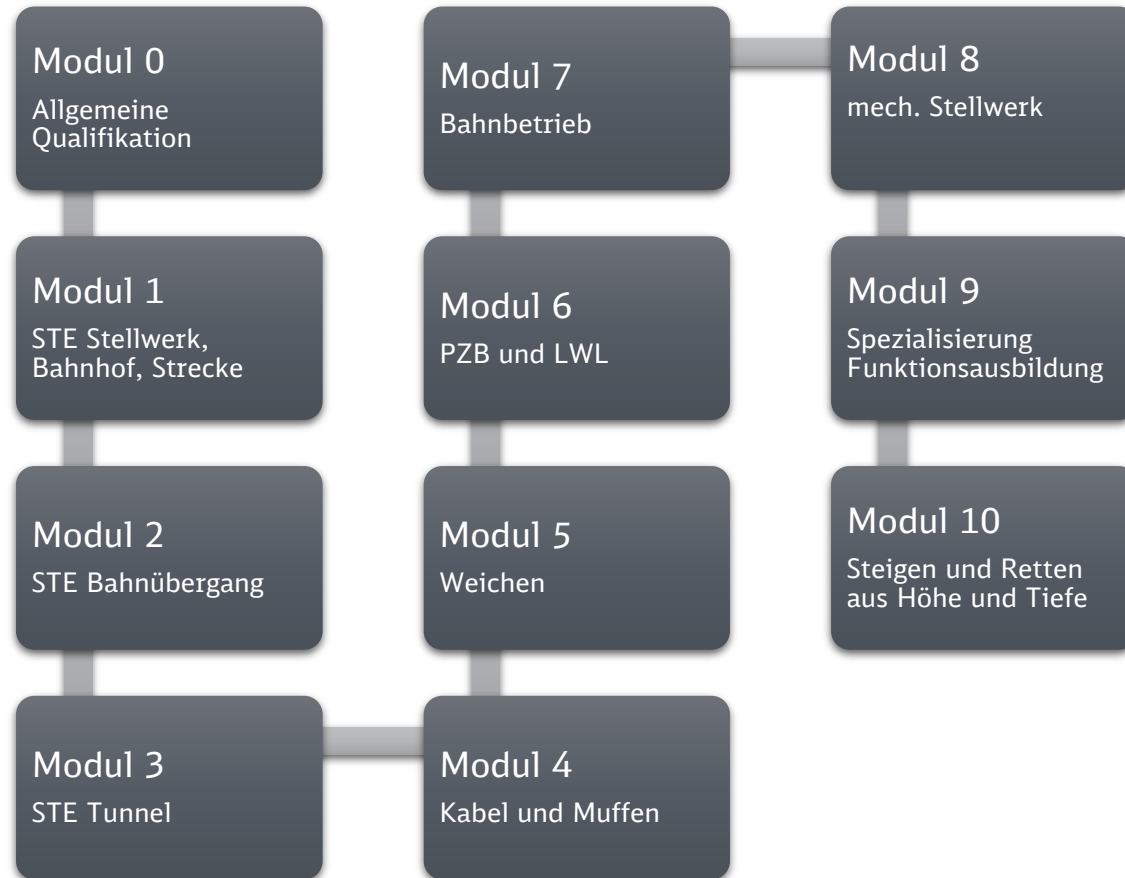 Modul 0
Allgemeine
Qualifikation
Modul 1
STE Stellwerk,
Bahnhof, Strecke
Modul 2
STE Bahnübergang
Modul 3
STE Tunnel
Modul 4
Kabel und Muffen
Modul 5
Weichen
Modul 6
PZB und LWL
Modul 7
Bahnbetrieb
Modul 8
mech. Stellwerk
Modul 9
Spezialisierung
Funktionsausbildung
Modul 10
Steigen und Retten
aus Höhe und Tiefe